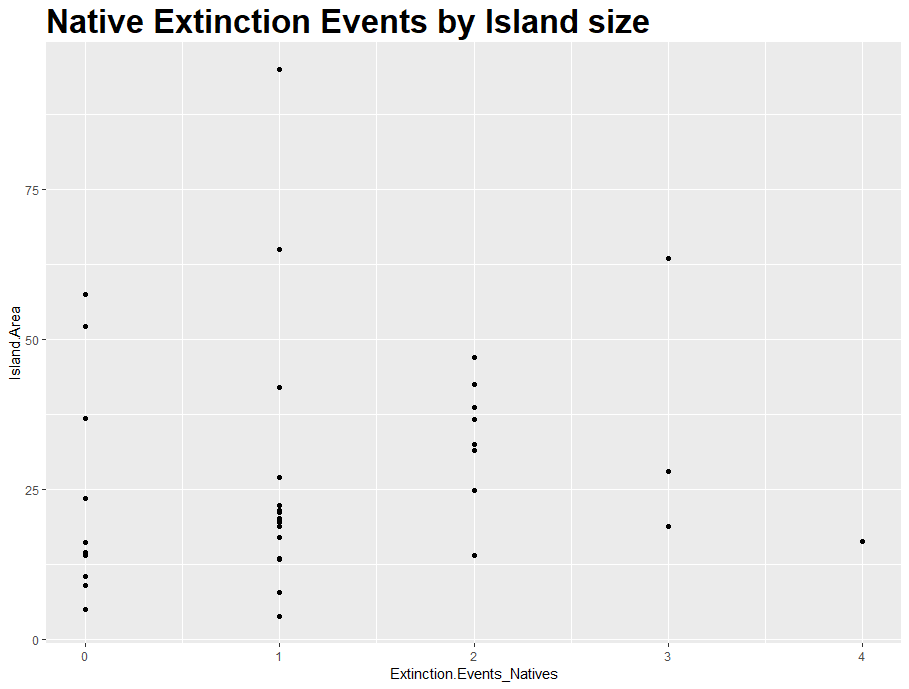 Native Extinction Events by Island size
Island.Area
75
50
25
0
0 1 2 3 4
Extinction.Events_Natives